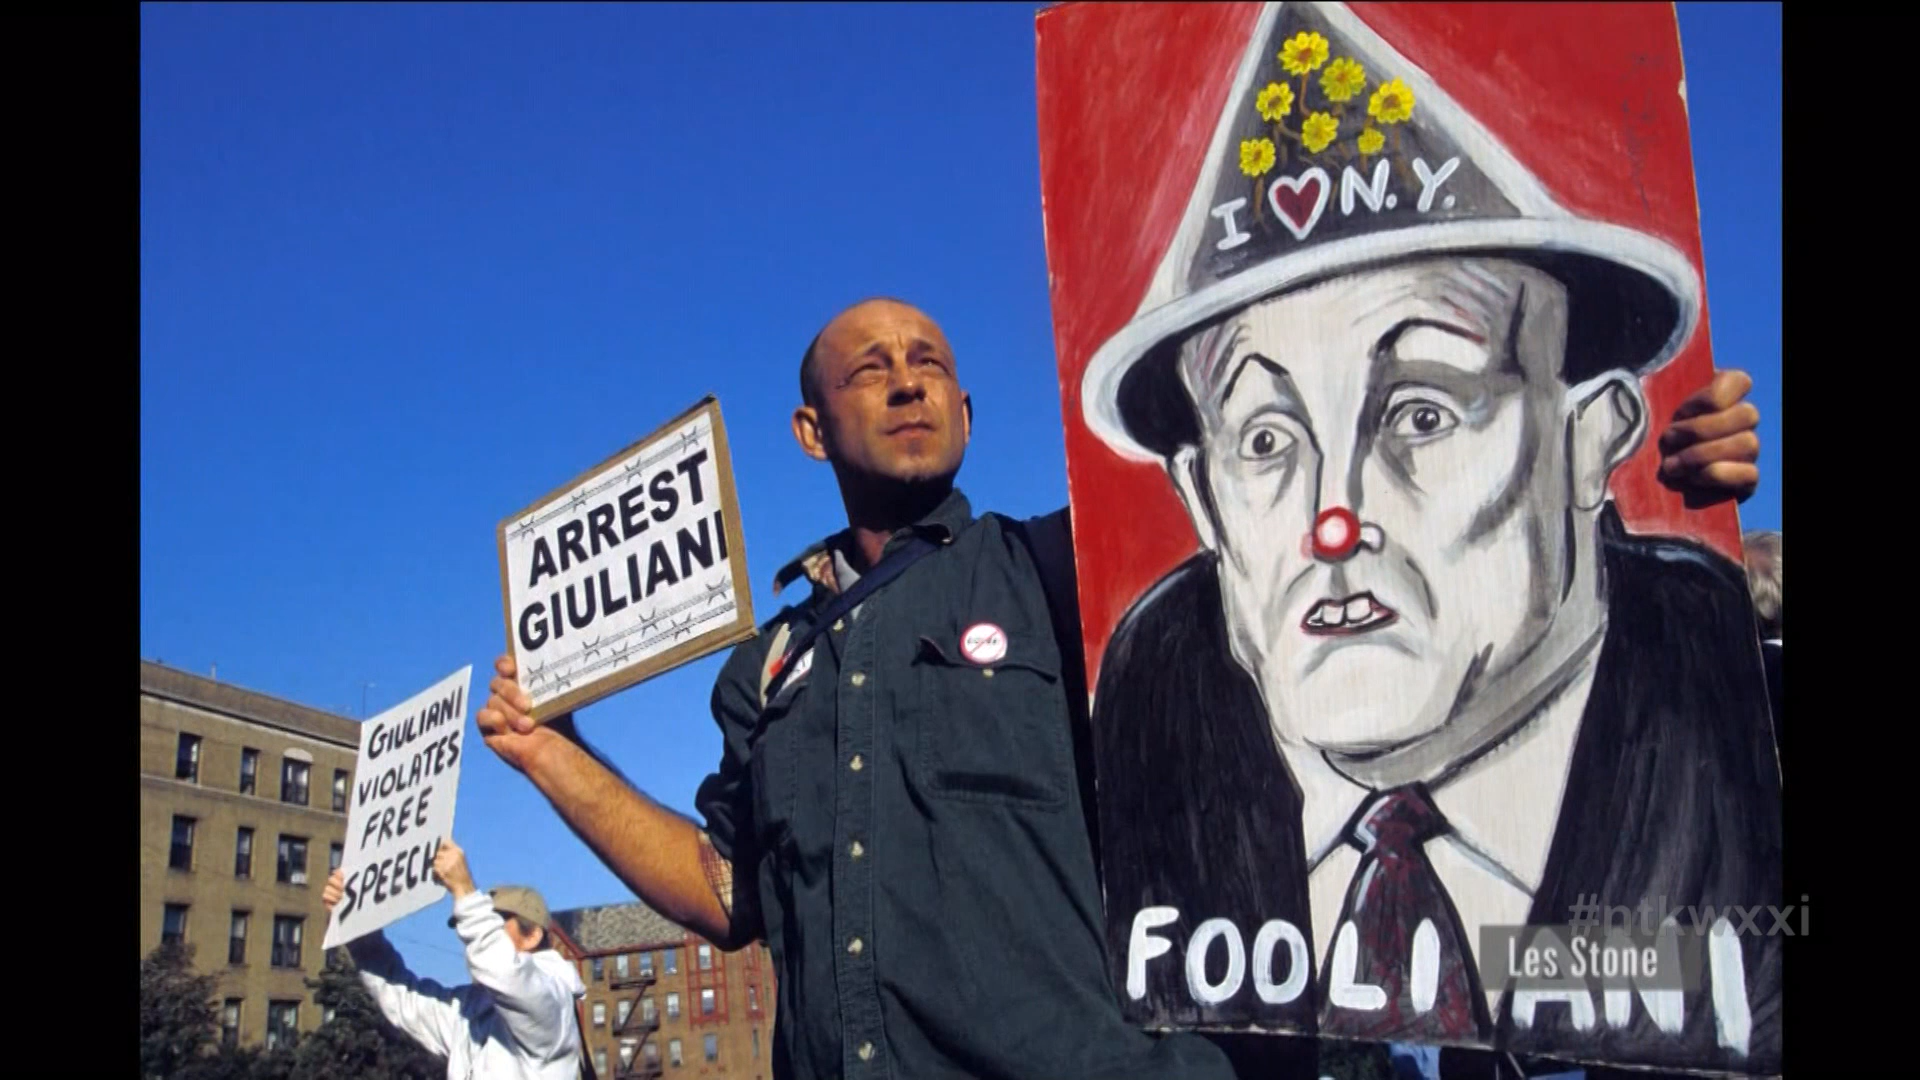 I ♥ N.Y.
ARREST
GIULIANI
GIULIANI
VIOLATES
FREE
SPEECH
FOOLIANI
#ntkwxxi
Les Stone